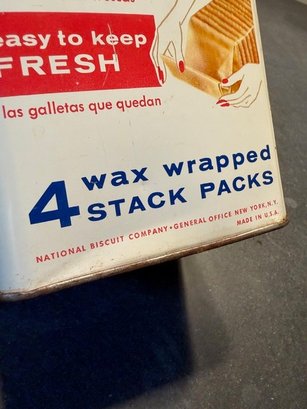 easy to keep
FRESH
las galletas que quedan
4 wax wrapped
STACK PACKS
NATIONAL BISCUIT COMPANY • GENERAL OFFICE NEW YORK, N.Y.
MADE IN U.S.A.